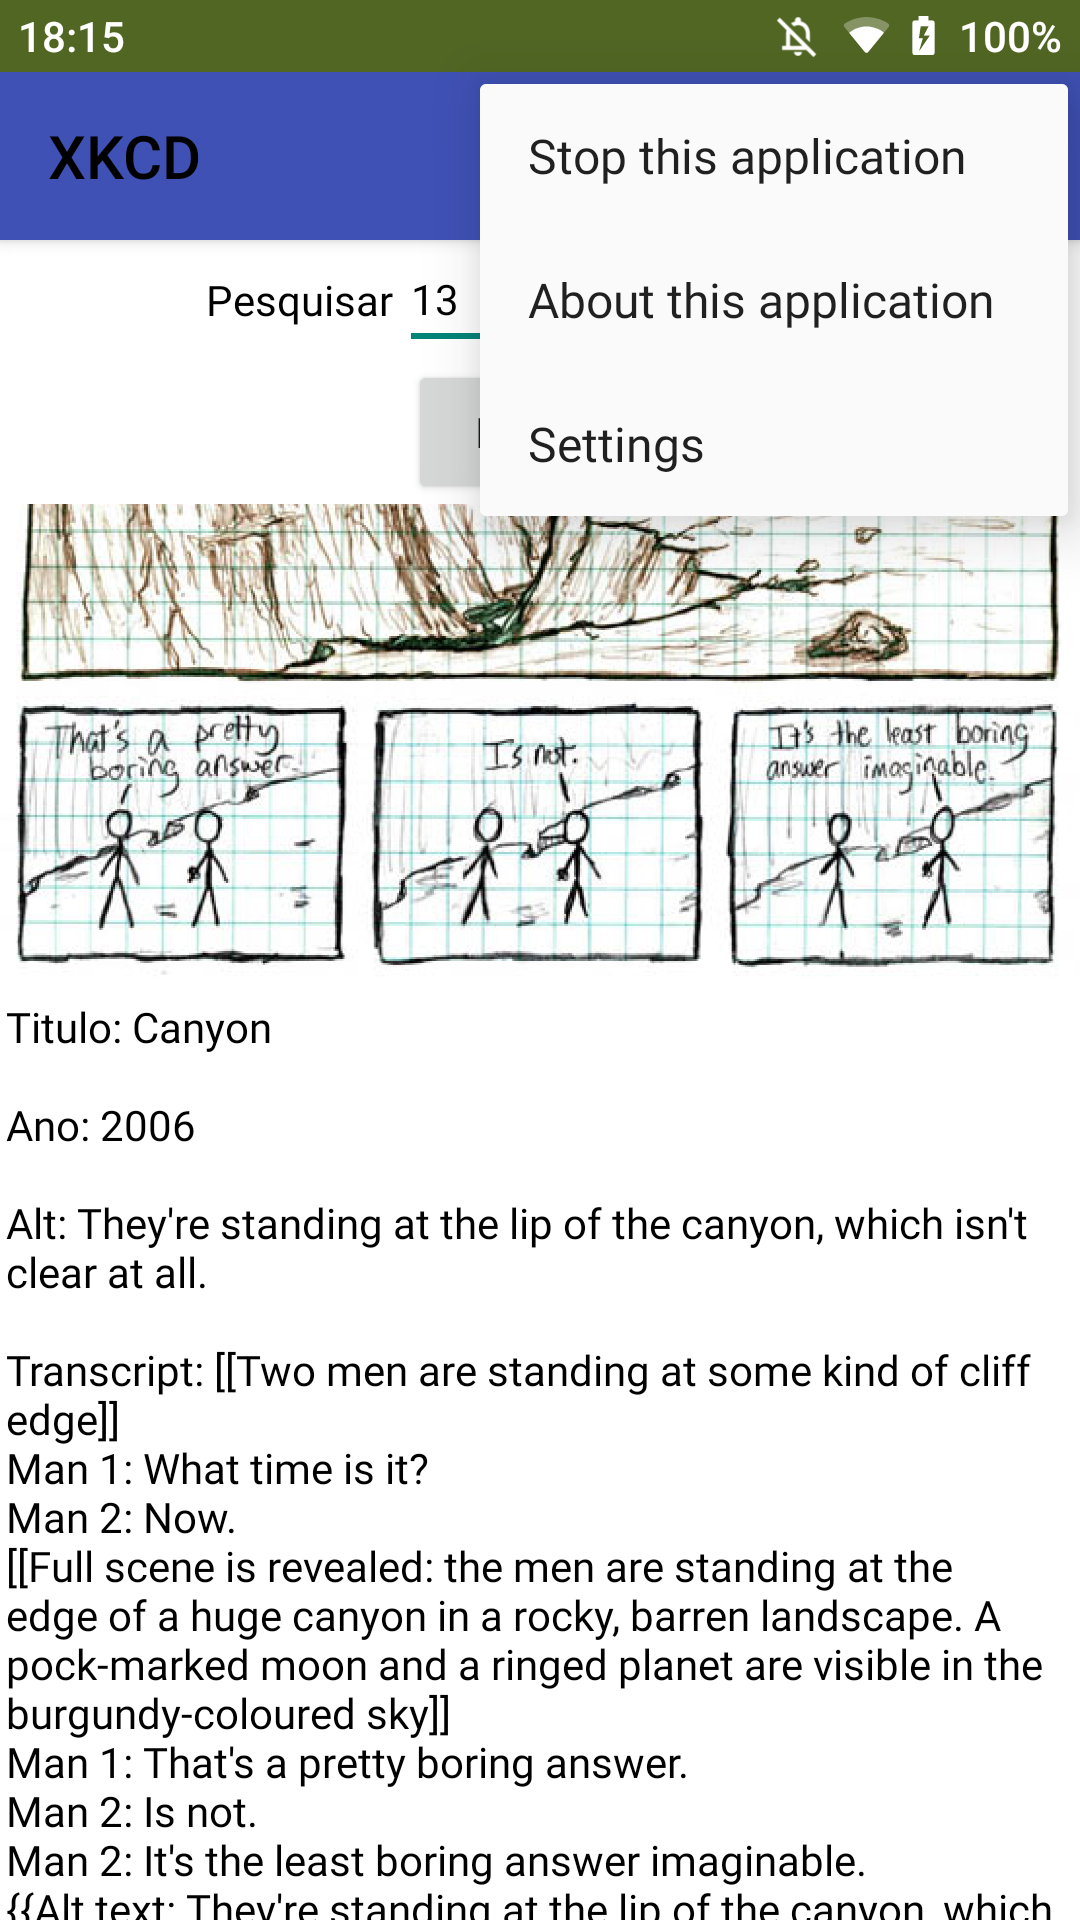 18:15
100%
XKCD
Stop this application
About this application
Settings
Pesquisar 13
That's a pretty
boring answer.
Is not.
It's the least boring
answer imaginable.
Titulo: Canyon
Ano: 2006
Alt: They're standing at the lip of the canyon, which isn't
clear at all.
Transcript: [[Two men are standing at some kind of cliff
edge]]
Man 1: What time is it?
Man 2: Now.
[[Full scene is revealed: the men are standing at the
edge of a huge canyon in a rocky, barren landscape. A
pock-marked moon and a ringed planet are visible in the
burgundy-coloured sky]]
Man 1: That's a pretty boring answer.
Man 2: Is not.
Man 2: It's the least boring answer imaginable.
{{Alt text: They're standing at the lip of the canyon, which